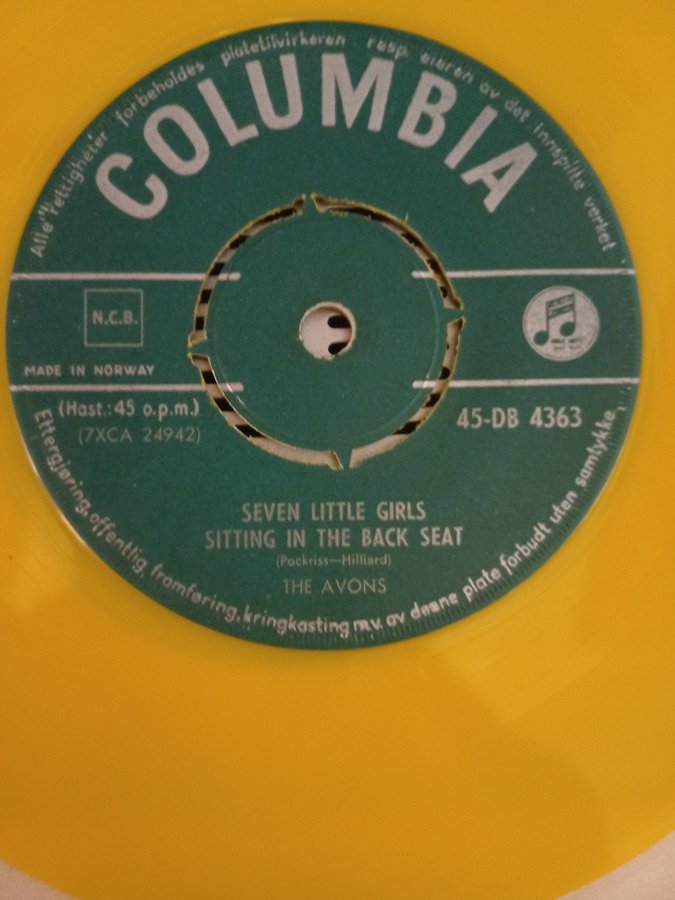 Alle rettigheter forbeholdes platetilvirkeren resp. eieren av det innspilte verket
COLUMBIA
N.C.B.
MADE IN NORWAY
(Hast.: 45 o.p.m.)
(7XCA 24942)
45-DB 4363
SEVEN LITTLE GIRLS
SITTING IN THE BACK SEAT
(Pockriss—Hilliard)
THE AVONS
Ettergjøring, offentlig framføring, kringkasting m.v. av denne plate forbudt uten samtykke